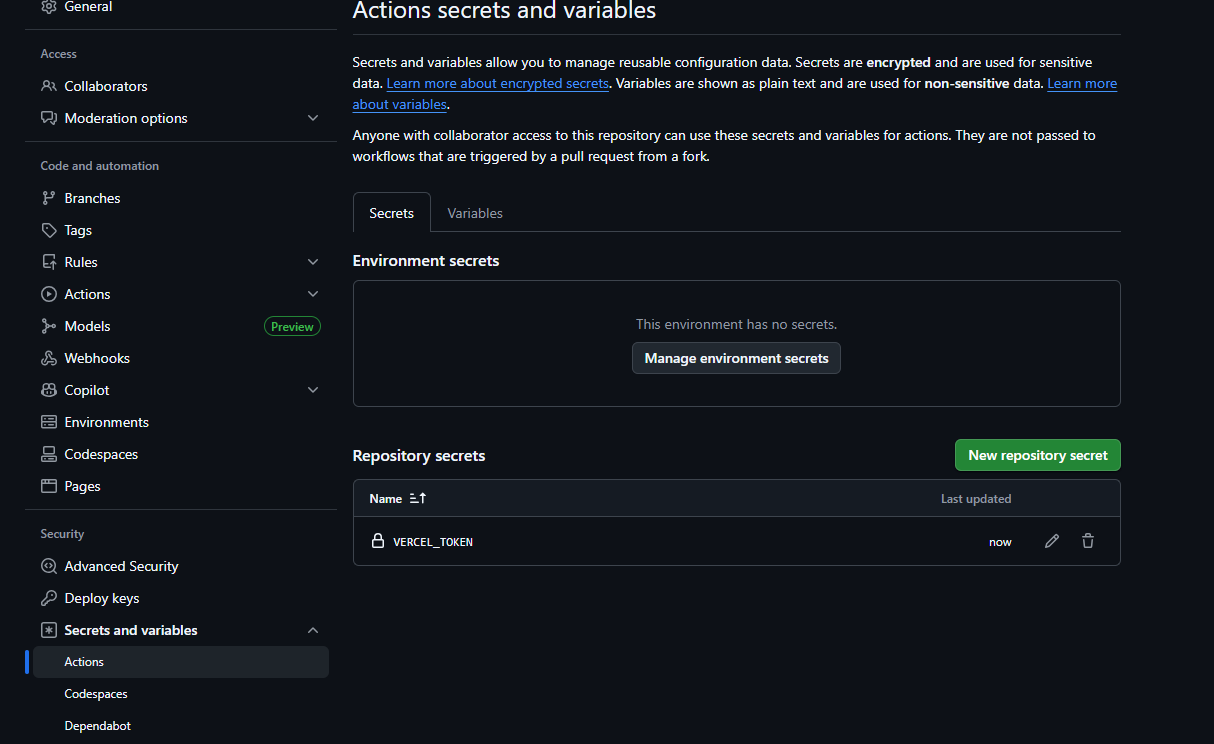 General
Access
Collaborators
Moderation options
Code and automation
Branches
Tags
Rules
Actions
Models
Preview
Webhooks
Copilot
Environments
Codespaces
Pages
Security
Advanced Security
Deploy keys
Secrets and variables
Actions
Codespaces
Dependabot
Actions secrets and variables
Secrets and variables allow you to manage reusable configuration data. Secrets are encrypted and are used for sensitive
data. Learn more about encrypted secrets. Variables are shown as plain text and are used for non-sensitive data. Learn more
about variables.
Anyone with collaborator access to this repository can use these secrets and variables for actions. They are not passed to
workflows that are triggered by a pull request from a fork.
Secrets
Variables
Environment secrets
This environment has no secrets.
Manage environment secrets
Repository secrets
New repository secret
Name
Last updated
VERCEL_TOKEN
now